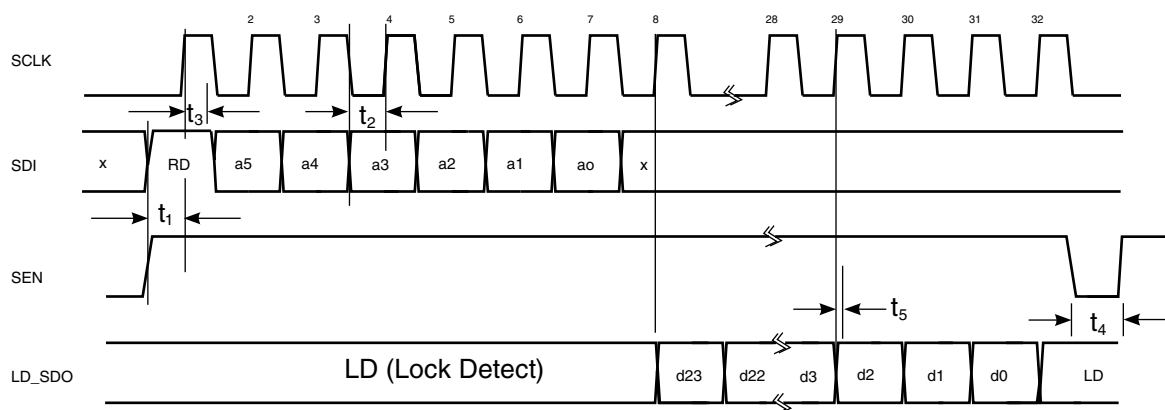 2 3 4 5 6 7 8 28 29 30 31 32
SCLK
t3 t2
SDI x RD a5 a4 a3 a2 a1 ao x
t1
SEN
t5 t4
LD_SDO LD (Lock Detect) d23 d22 d3 d2 d1 d0 LD